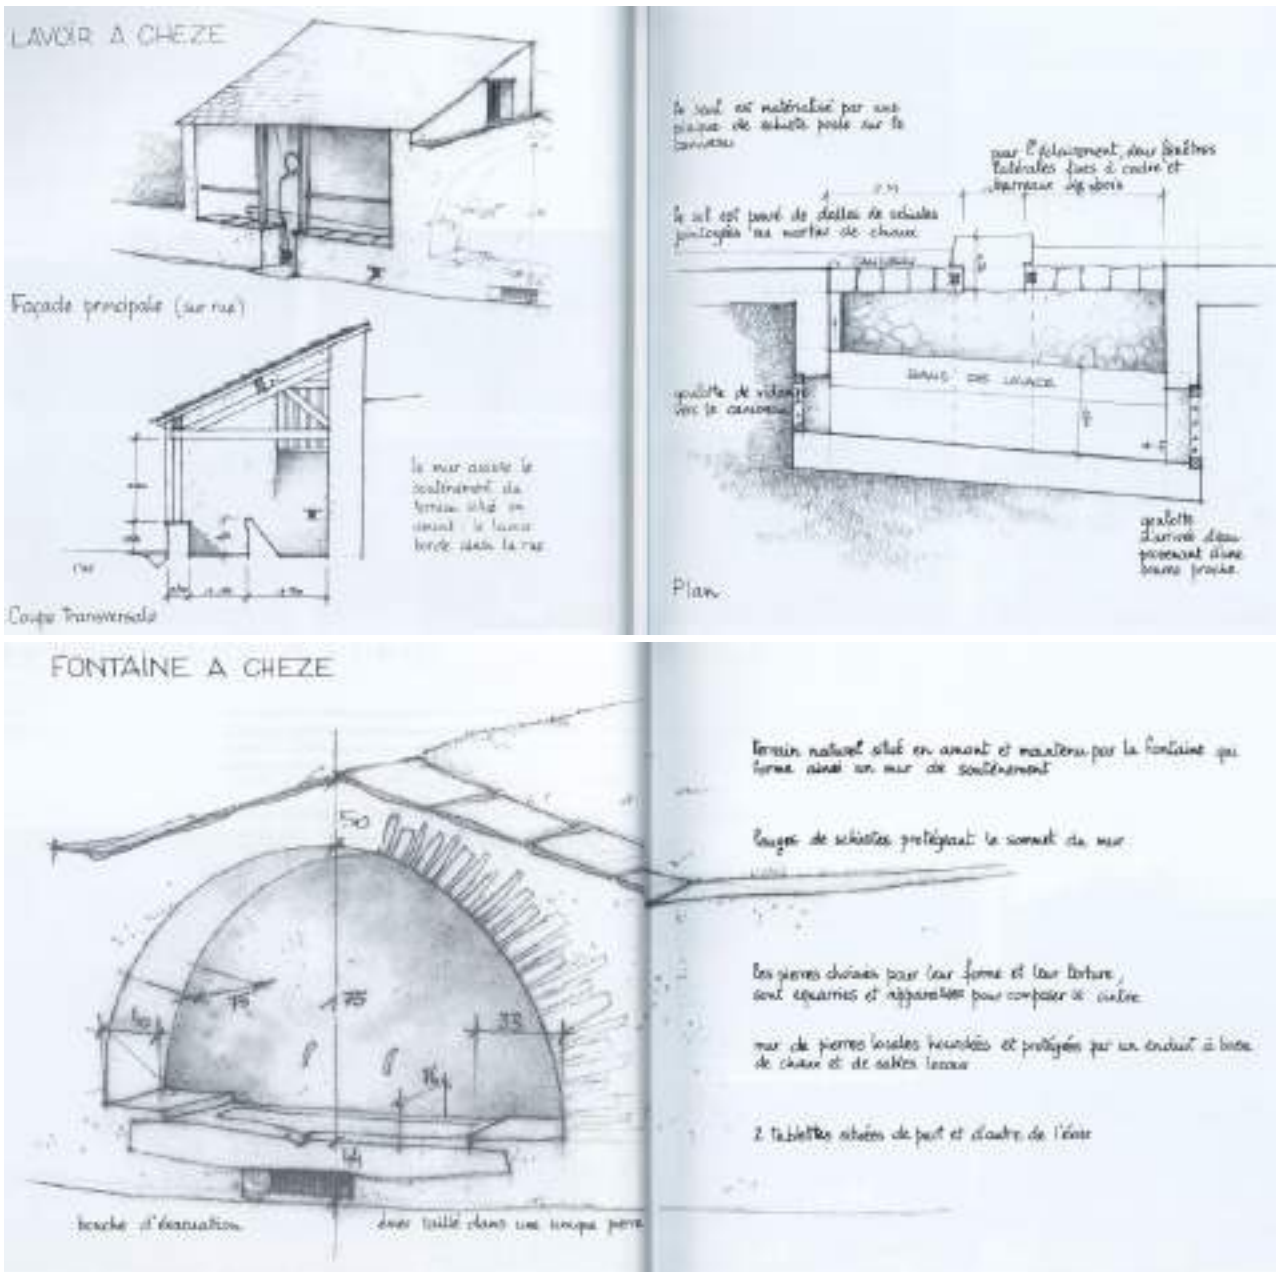 LAVOIR A CHEZE
Façade principale (sur rue)
le mur assiste le
soutènement du
terrain situé en
amont. le lavoir
borde ainsi la rue
rue
Coupe Transversale
le seuil est matérialisé par une
plaque de schiste posée sur le
caniveau
pour l'éclairement, deux fenêtres
latérales fixes à cadre et
barreaux de bois
le sol est pavé de dalles de schistes
jointoyées au mortier de chaux
CANIVEAU
BANC DE LAVAGE
goulotte de vidange
vers le caniveau
goulotte
d'arrivée d'eau
provenant d'une
source proche
Plan
FONTAINE A CHEZE
terrain naturel situé en amont et maintenu par la fontaine qui
forme ainsi un mur de soutènement
50
lauzes de schistes protégeant le sommet du mur
les pierres choisies pour leur forme et leur texture,
sont équarries et appareillées pour composer le cintre
75
75
40
33
mur de pierres locales hourdées et protégées par un enduit à base
de chaux et de sables locaux
2 tablettes situées de part et d'autre de l'évier
44
bouche d'évacuation
évier taillé dans une unique pierre